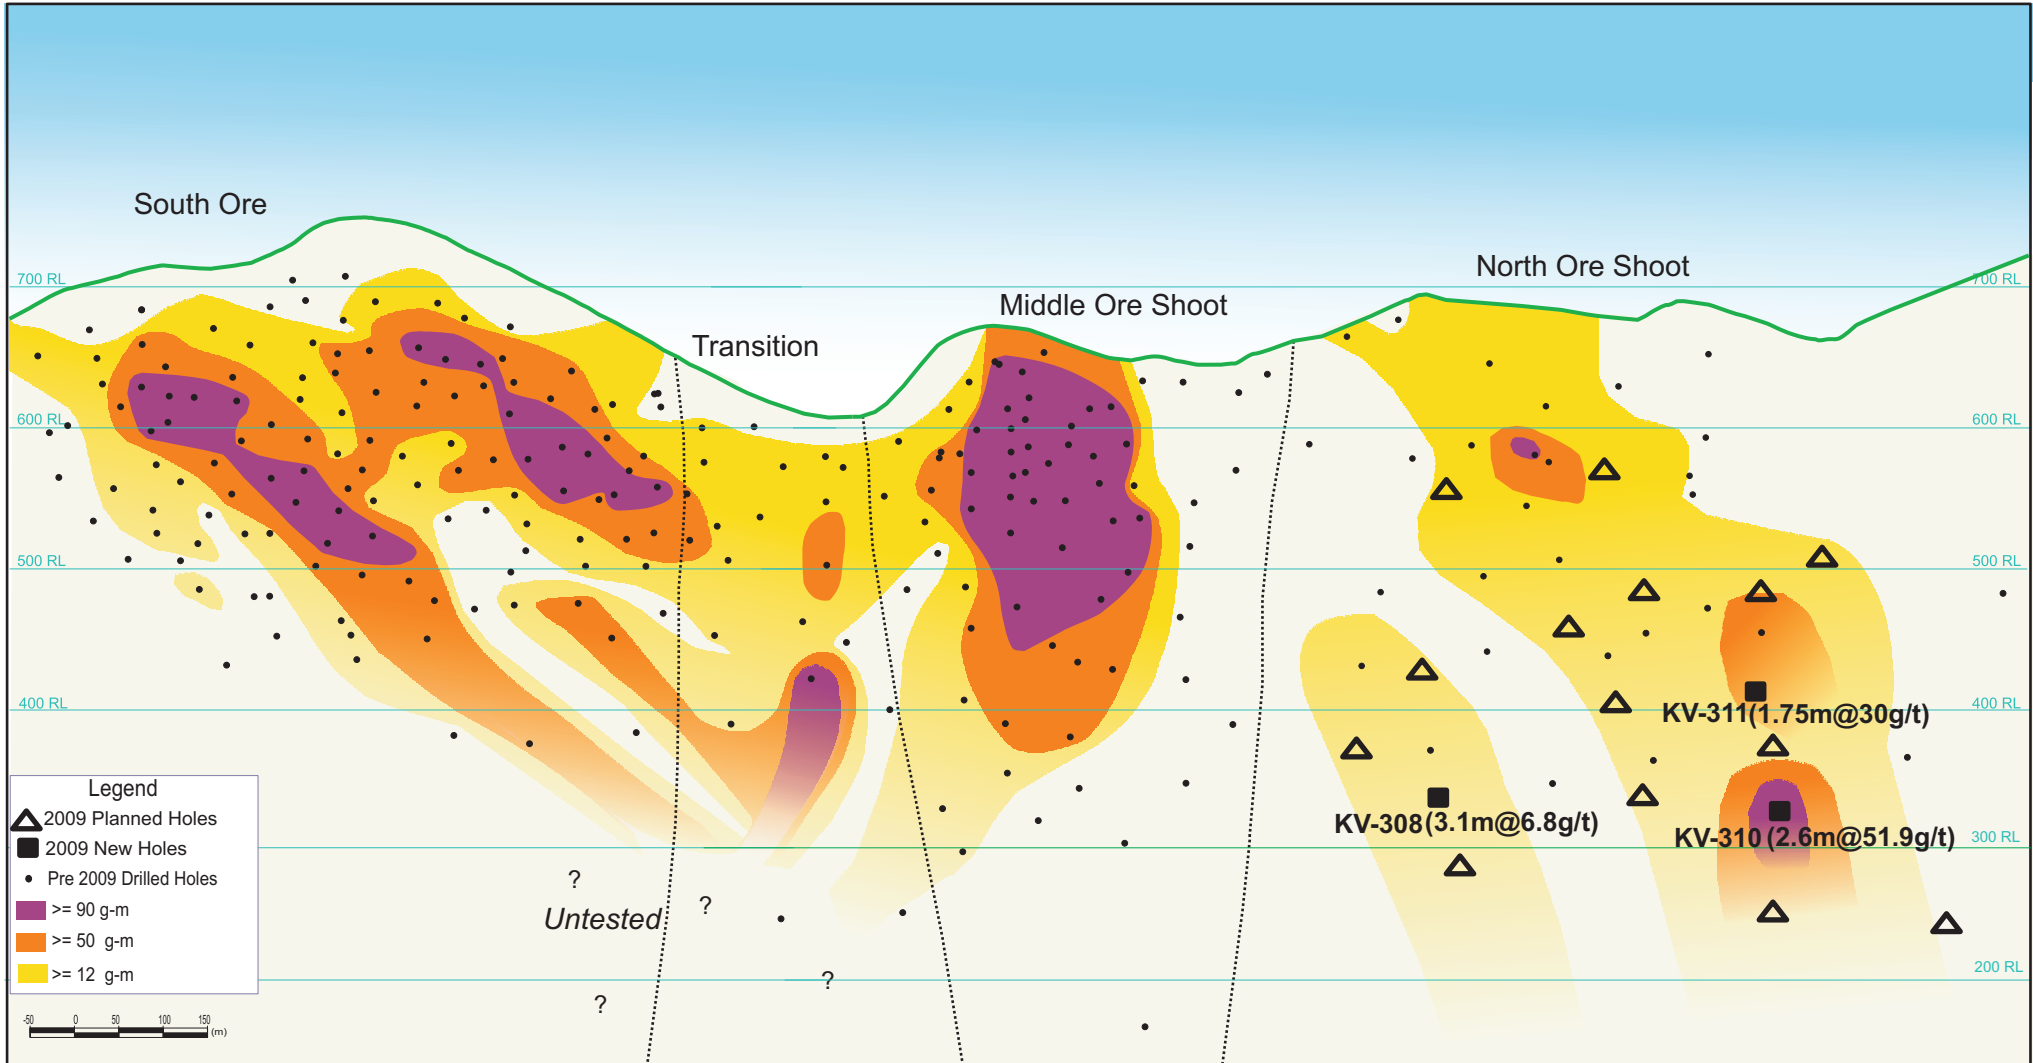 South Ore
North Ore Shoot
700 RL
700 RL
Middle Ore Shoot
Transition
600 RL
600 RL
500 RL
500 RL
400 RL
400 RL
KV-311(1.75m@30g/t)
KV-308(3.1m@6.8g/t)
KV-310(2.6m@51.9g/t)
300 RL
?
?
Untested
?
?
200 RL
Legend
2009 Planned Holes
2009 New Holes
Pre 2009 Drilled Holes
>= 90 g-m
>= 50 g-m
>= 12 g-m
-50 0 50 100 150
(m)